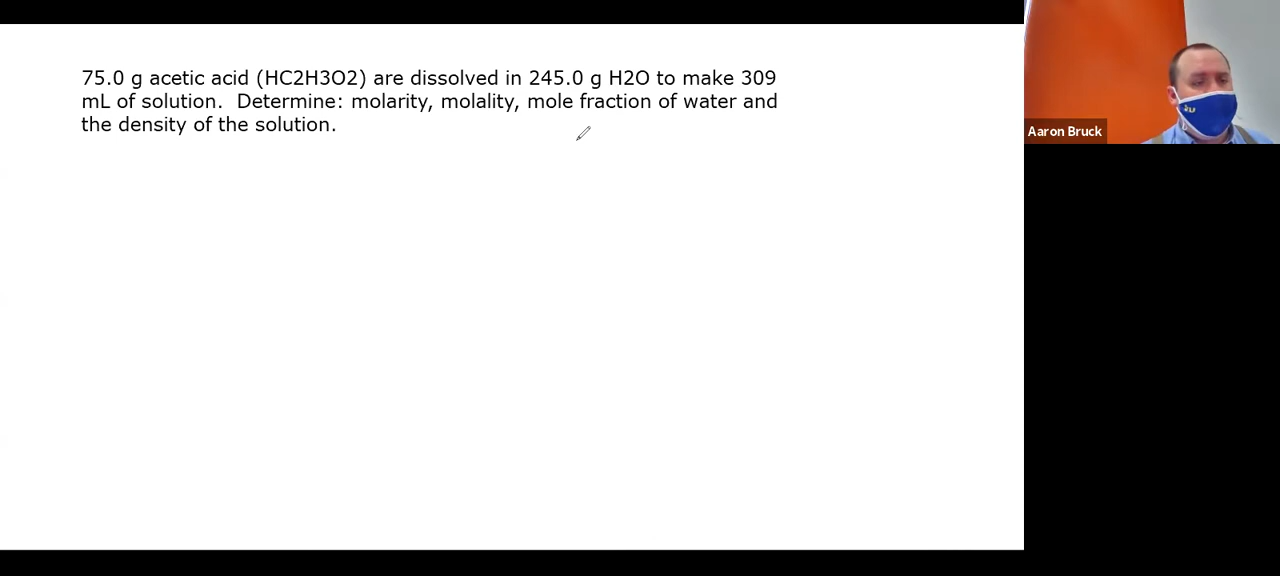 75.0 g acetic acid (HC2H3O2) are dissolved in 245.0 g H2O to make 309
mL of solution.  Determine: molarity, molality, mole fraction of water and
the density of the solution.
Aaron Bruck